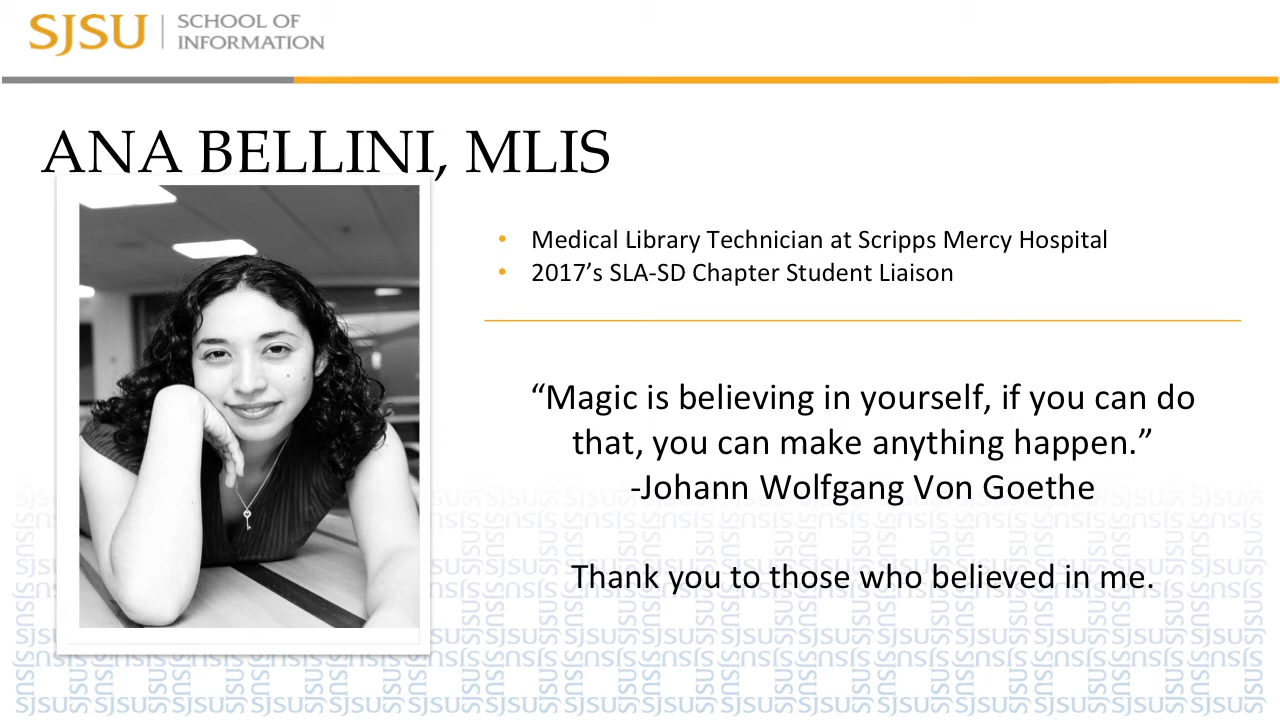 SJSU
SCHOOL OF
INFORMATION
ANA BELLINI, MLIS
• Medical Library Technician at Scripps Mercy Hospital
• 2017’s SLA-SD Chapter Student Liaison
“Magic is believing in yourself, if you can do
that, you can make anything happen.”
-Johann Wolfgang Von Goethe
Thank you to those who believed in me.